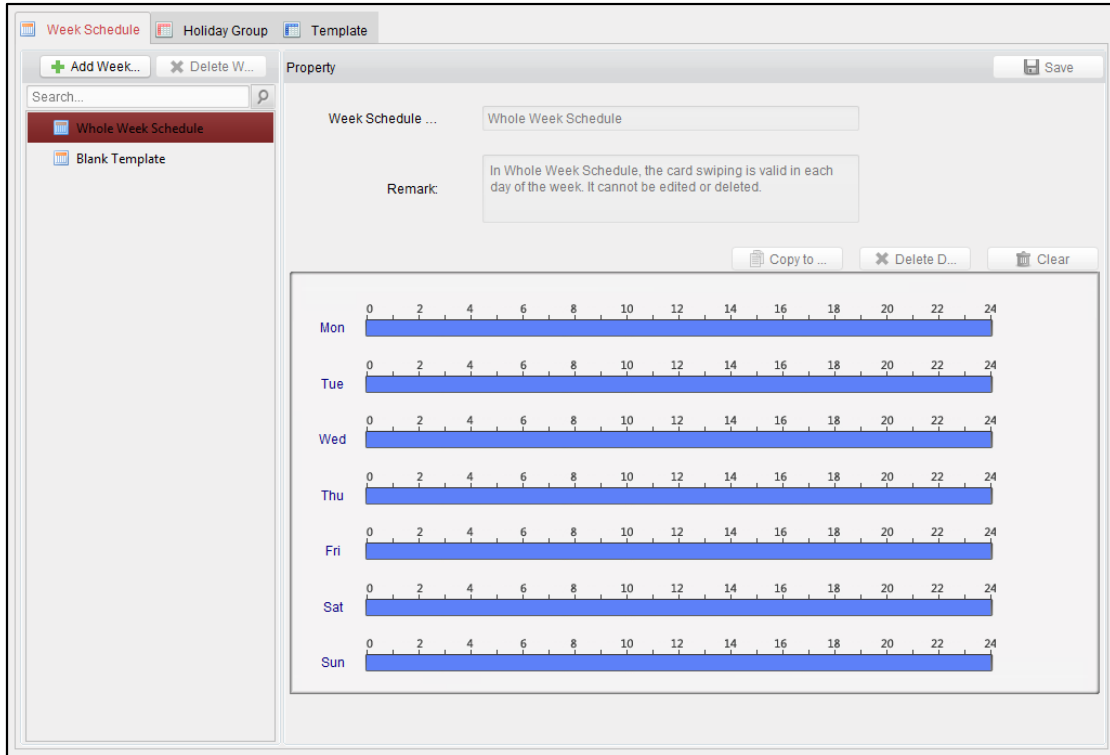 Week Schedule Holiday Group Template
Add Week... Delete W... Property Save
Search...
Whole Week Schedule
Blank Template
Week Schedule ... Whole Week Schedule
Remark: In Whole Week Schedule, the card swiping is valid in each
day of the week. It cannot be edited or deleted.
Copy to ... Delete D... Clear
0 2 4 6 8 10 12 14 16 18 20 22 24
Mon
0 2 4 6 8 10 12 14 16 18 20 22 24
Tue
0 2 4 6 8 10 12 14 16 18 20 22 24
Wed
0 2 4 6 8 10 12 14 16 18 20 22 24
Thu
0 2 4 6 8 10 12 14 16 18 20 22 24
Fri
0 2 4 6 8 10 12 14 16 18 20 22 24
Sat
0 2 4 6 8 10 12 14 16 18 20 22 24
Sun